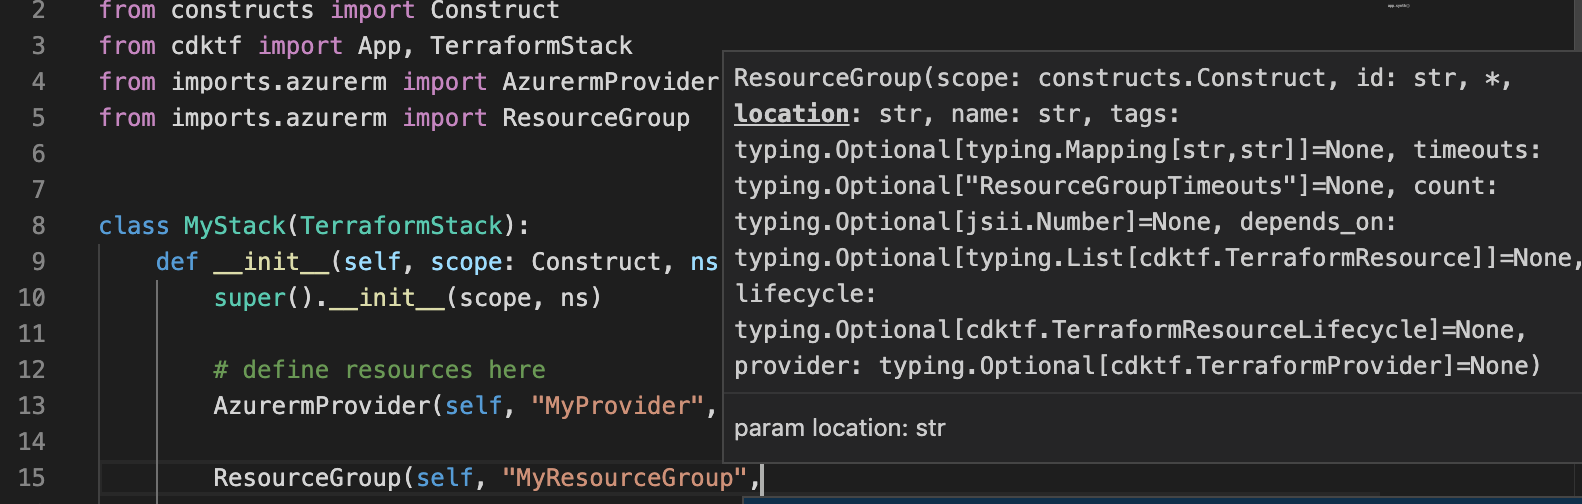 2 from constructs import Construct
app.synth()
3 from cdktf import App, TerraformStack
4 from imports.azurerm import AzurermProvider
5 from imports.azurerm import ResourceGroup
6
7
8 class MyStack(TerraformStack):
9 def __init__(self, scope: Construct, ns
10 super().__init__(scope, ns)
11
12 # define resources here
13 AzurermProvider(self, "MyProvider",
14
15 ResourceGroup(self, "MyResourceGroup",
ResourceGroup(scope: constructs.Construct, id: str, *,
location: str, name: str, tags:
typing.Optional[typing.Mapping[str,str]]=None, timeouts:
typing.Optional["ResourceGroupTimeouts"]=None, count:
typing.Optional[jsii.Number]=None, depends_on:
typing.Optional[typing.List[cdktf.TerraformResource]]=None,
lifecycle:
typing.Optional[cdktf.TerraformResourceLifecycle]=None,
provider: typing.Optional[cdktf.TerraformProvider]=None)
param location: str